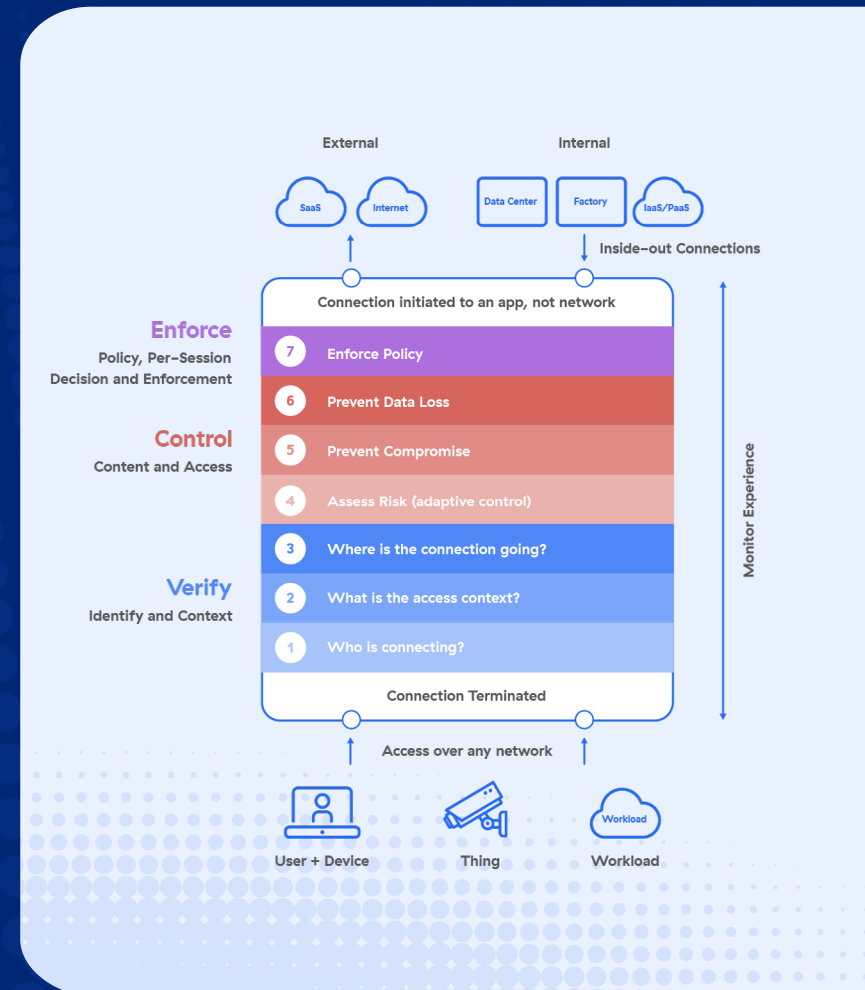 External
Internal
SaaS
Internet
Data Center
Factory
IaaS/PaaS
Inside-out Connections
Connection initiated to an app, not network
Enforce
Policy, Per-Session
Decision and Enforcement
7
Enforce Policy
6
Prevent Data Loss
Control
Content and Access
5
Prevent Compromise
4
Assess Risk (adaptive control)
3
Where is the connection going?
Verify
Identify and Context
2
What is the access context?
1
Who is connecting?
Monitor Experience
Connection Terminated
Access over any network
Workload
User + Device
Thing
Workload